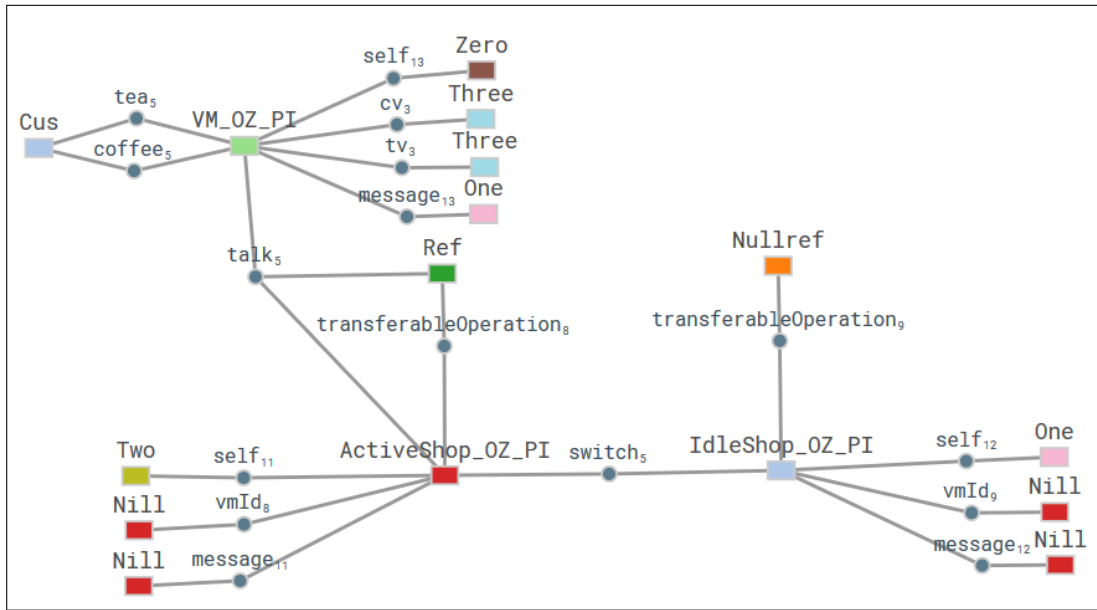 Zero
self₁₃
Three
tea₅
cv₃
Cus
VM_OZ_PI
coffee₅
tv₃
Three
message₁₃
One
talk₅
Ref
Nullref
transferableOperation₈
transferableOperation₉
Two
self₁₁
ActiveShop_OZ_PI
switch₅
IdleShop_OZ_PI
self₁₂
One
Nill
vmId₈
vmId₉
Nill
Nill
message₁₁
message₁₂
Nill